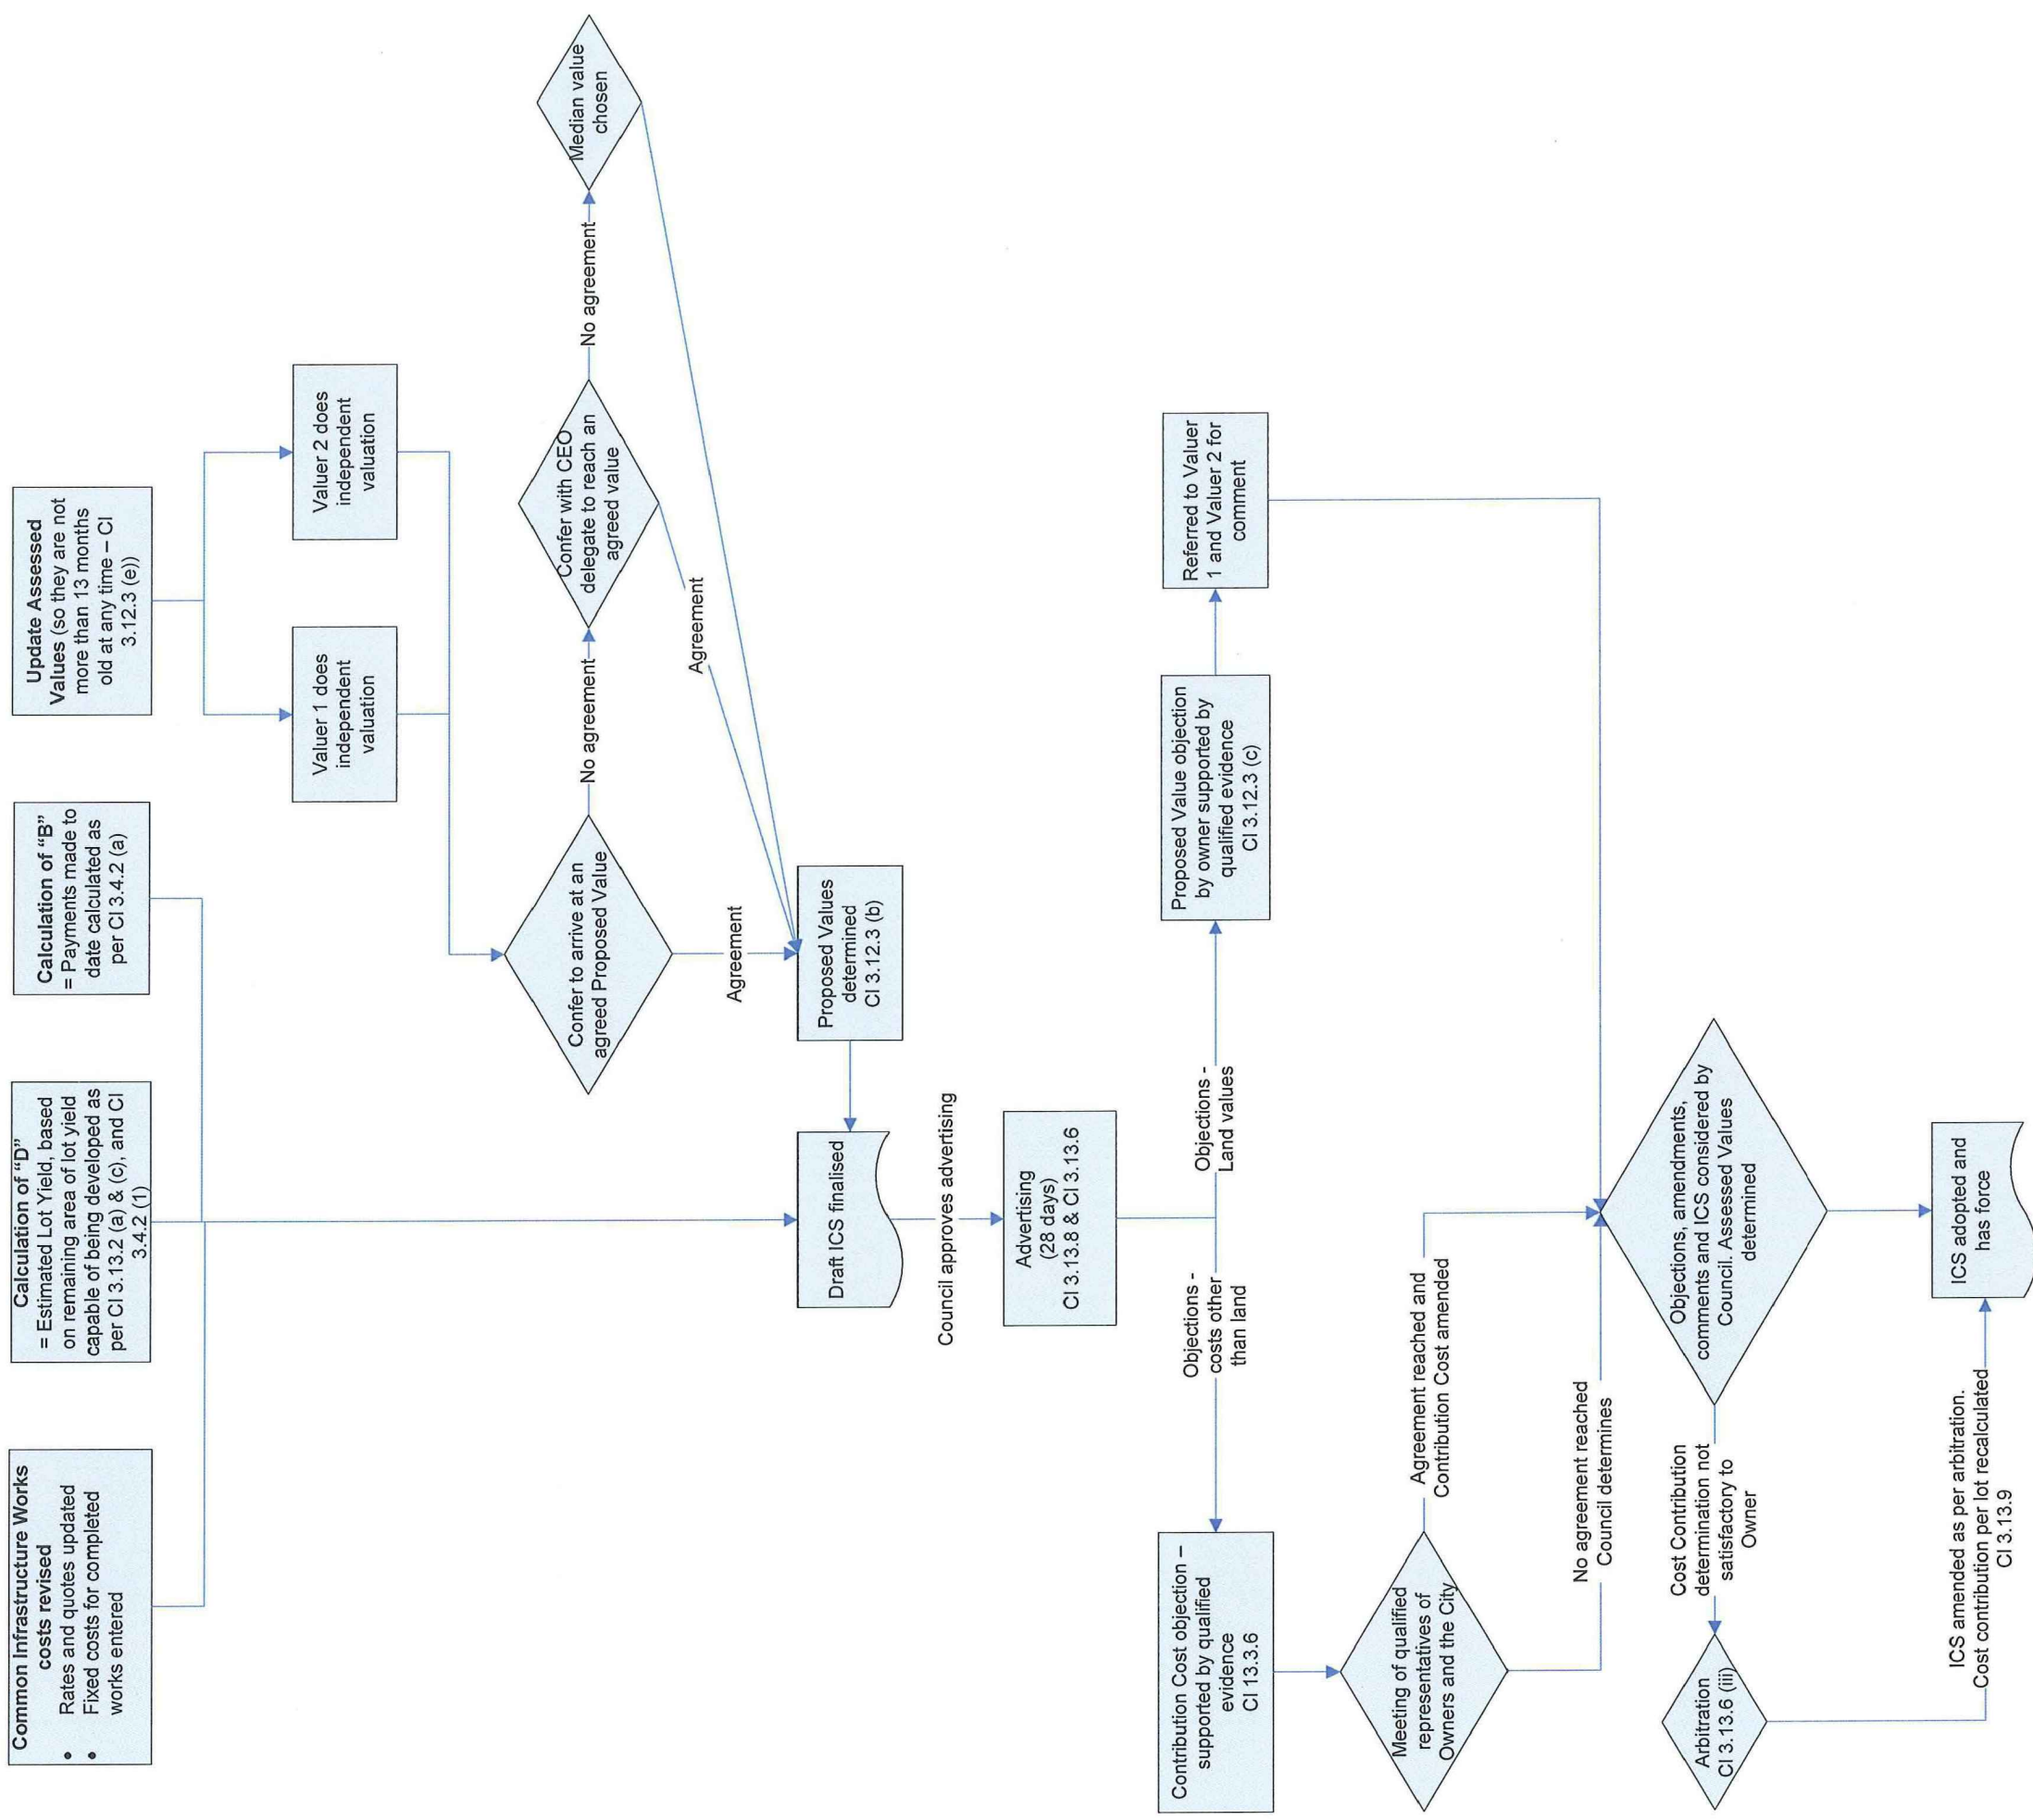 Common Infrastructure Works
costs revised
• Rates and quotes updated
• Fixed costs for completed
works entered
Calculation of “D”
= Estimated Lot Yield, based
on remaining area of lot yield
capable of being developed as
per Cl 3.13.2 (a) & (c), and Cl
3.4.2 (1)
Calculation of “B”
= Payments made to
date calculated as
per Cl 3.4.2 (a)
Update Assessed
Values (so they are not
more than 13 months
old at any time – Cl
3.12.3 (e))
Valuer 1 does
independent
valuation
Valuer 2 does
independent
valuation
Confer to arrive at an
agreed Proposed Value
No agreement
Confer with CEO
delegate to reach an
agreed value
No agreement
Median value
chosen
Agreement
Agreement
Proposed Values
determined
Cl 3.12.3 (b)
Draft ICS finalised
Council approves advertising
Advertising
(28 days)
Cl 3.13.8 & Cl 3.13.6
Objections -
costs other
than land
Objections -
Land values
Contribution Cost objection –
supported by qualified
evidence
Cl 13.3.6
Proposed Value objection
by owner supported by
qualified evidence
Cl 3.12.3 (c)
Referred to Valuer
1 and Valuer 2 for
comment
Meeting of qualified
representatives of
Owners and the City
Agreement reached and
Contribution Cost amended
No agreement reached
Council determines
Objections, amendments,
comments and ICS considered by
Council. Assessed Values
determined
Cost Contribution
determination not
satisfactory to
Owner
Arbitration
Cl 3.13.6 (iii)
ICS amended as per arbitration.
Cost contribution per lot recalculated
Cl 3.13.9
ICS adopted and
has force